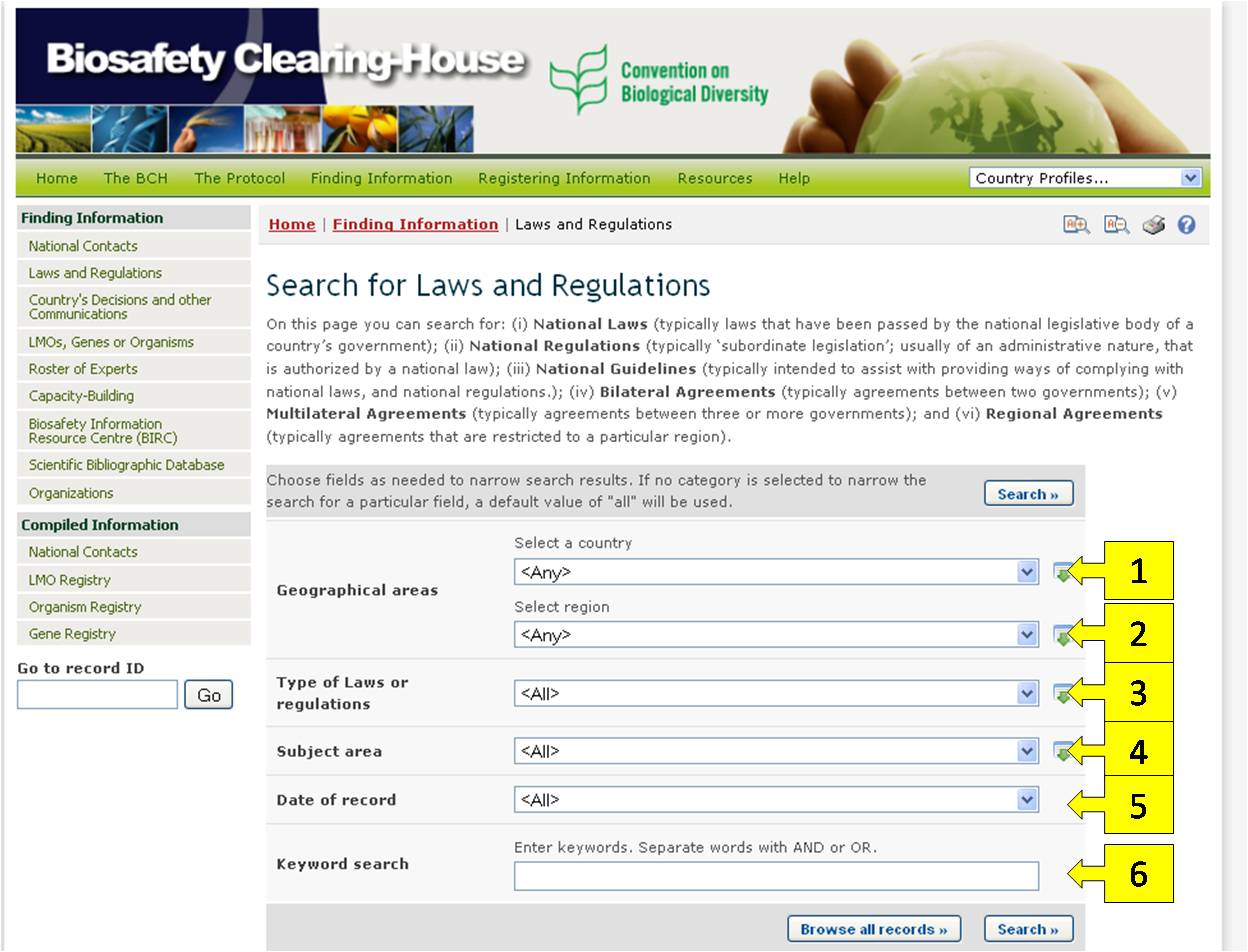 Biosafety Clearing-House
Convention on
Biological Diversity
Home The BCH The Protocol Finding Information Registering Information Resources Help Country Profiles...
Finding Information
National Contacts
Laws and Regulations
Country's Decisions and other
Communications
LMOs, Genes or Organisms
Roster of Experts
Capacity-Building
Biosafety Information
Resource Centre (BIRC)
Scientific Bibliographic Database
Organizations
Compiled Information
National Contacts
LMO Registry
Organism Registry
Gene Registry
Go to record ID
Go
Home | Finding Information | Laws and Regulations
A+ A- ?
Search for Laws and Regulations
On this page you can search for: (i) National Laws (typically laws that have been passed by the national legislative body of a
country's government); (ii) National Regulations (typically 'subordinate legislation'; usually of an administrative nature, that
is authorized by a national law); (iii) National Guidelines (typically intended to assist with providing ways of complying with
national laws, and national regulations.); (iv) Bilateral Agreements (typically agreements between two governments); (v)
Multilateral Agreements (typically agreements between three or more governments); and (vi) Regional Agreements
(typically agreements that are restricted to a particular region).
Choose fields as needed to narrow search results. If no category is selected to narrow the
search for a particular field, a default value of "all" will be used.
Search »
Geographical areas
Select a country
<Any>
1
Select region
<Any>
2
Type of Laws or
regulations
<All>
3
Subject area
<All>
4
Date of record
<All>
5
Keyword search
Enter keywords. Separate words with AND or OR.
6
Browse all records » Search »